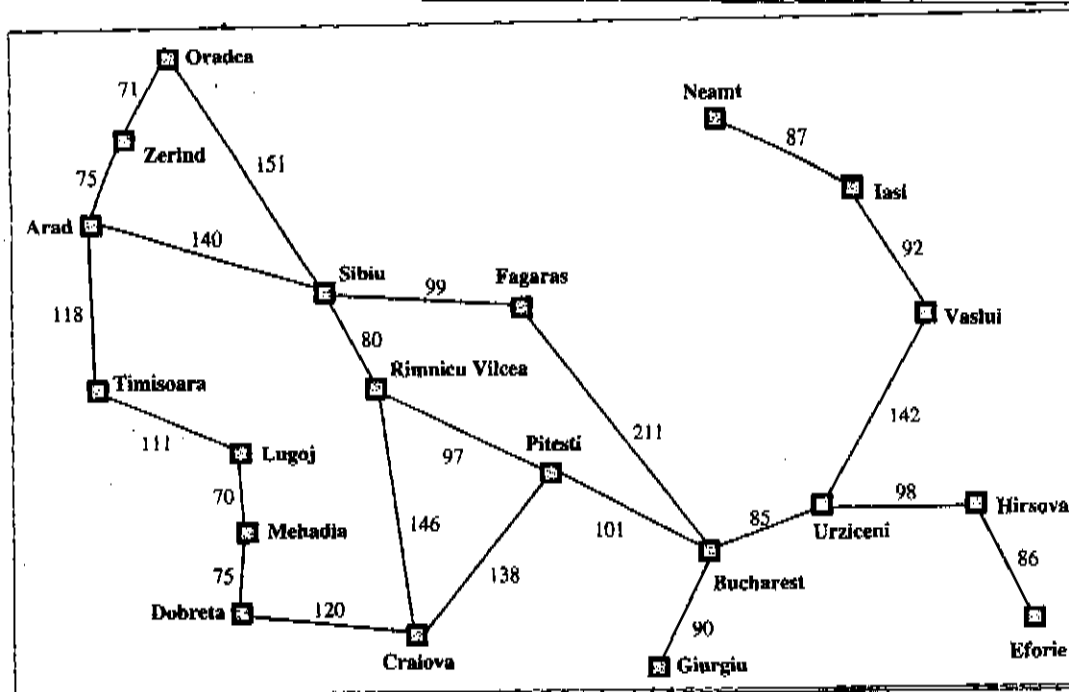 Oradea
Neamt
71
87
Zerind
151
Iasi
75
Arad
140
92
Sibiu
99
Fagaras
118
80
Vaslui
Rimnicu Vilcea
Timisoara
142
211
111
Lugoj
97
Pitesti
70
98
Hirsova
146
85
Urziceni
Mehadia
101
86
138
75
Bucharest
Dobreta
120
90
Eforie
Craiova
Giurgiu